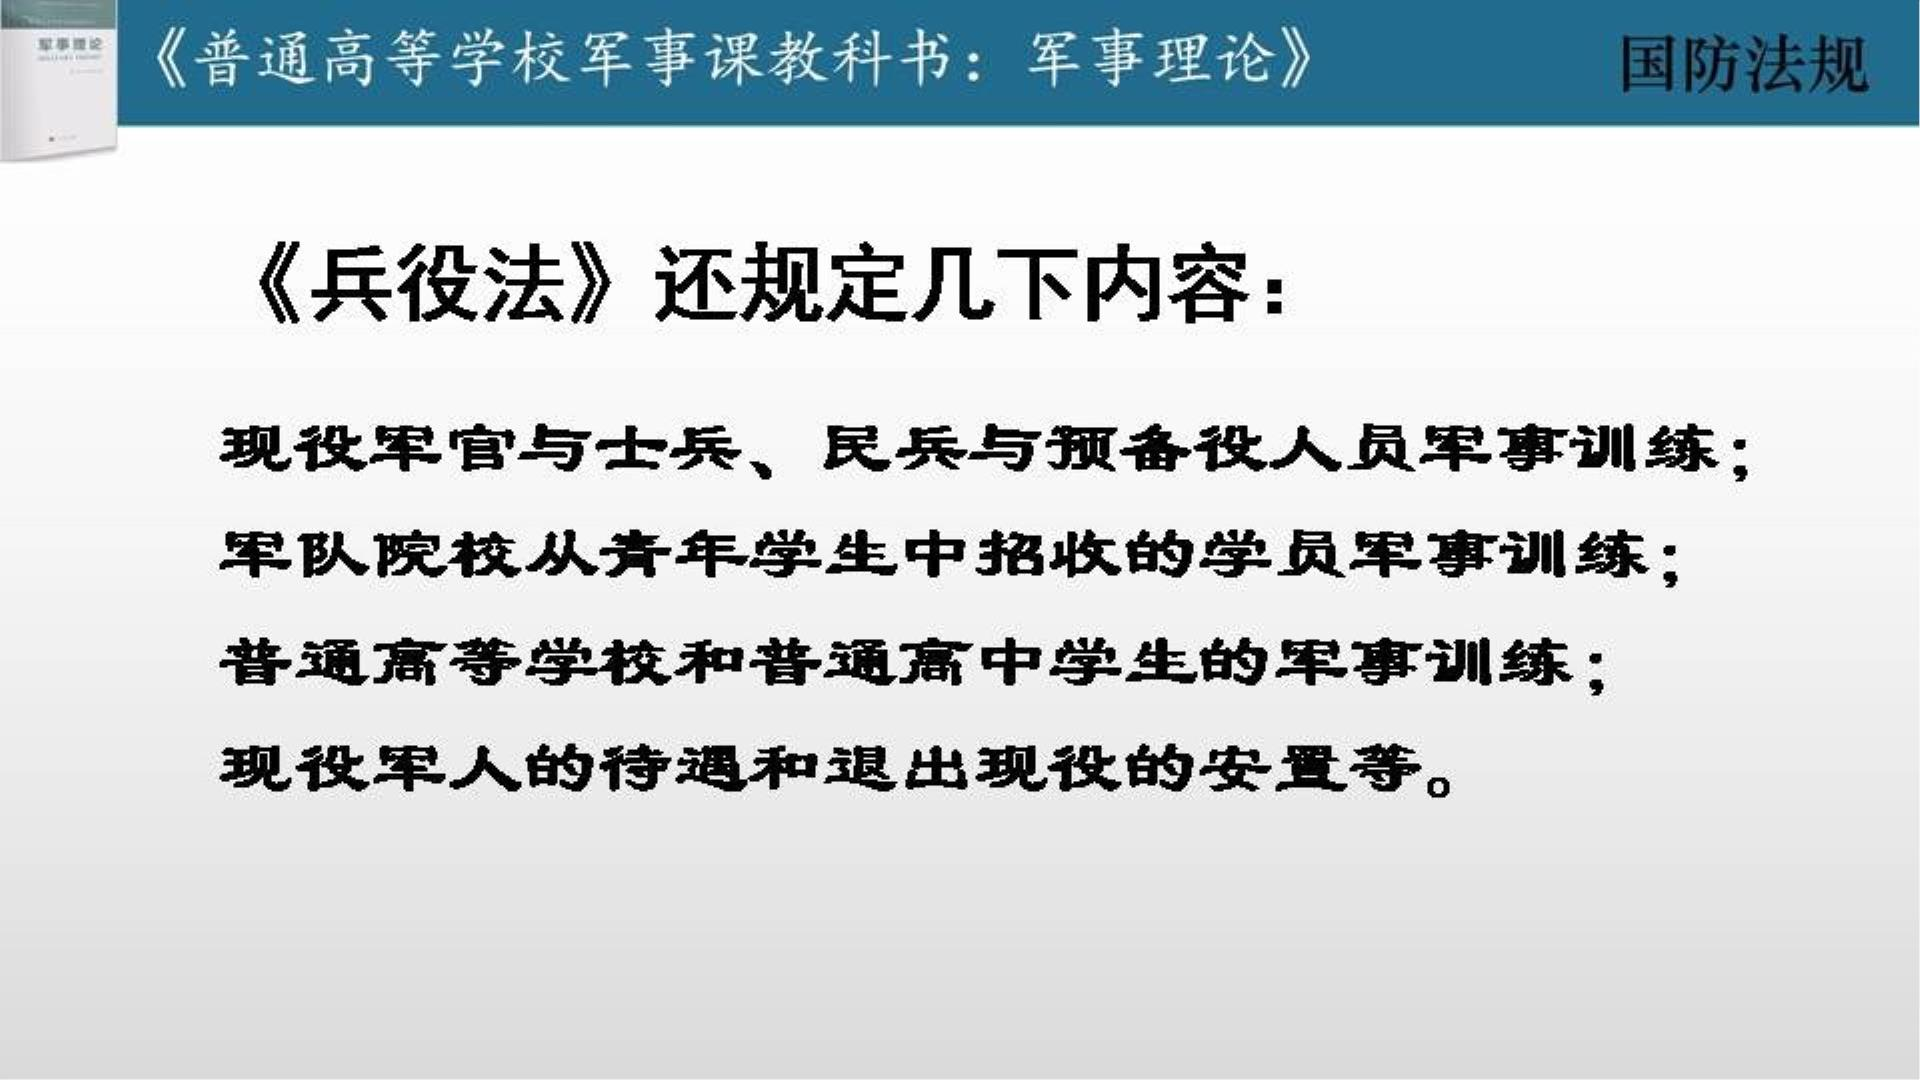 军事理论
《普通高等学校军事课教科书：军事理论》
国防法规
《兵役法》还规定几下内容：
现役军官与士兵、民兵与预备役人员军事训练；
军队院校从青年学生中招收的学员军事训练；
普通高等学校和普通高中学生的军事训练；
现役军人的待遇和退出现役的安置等。